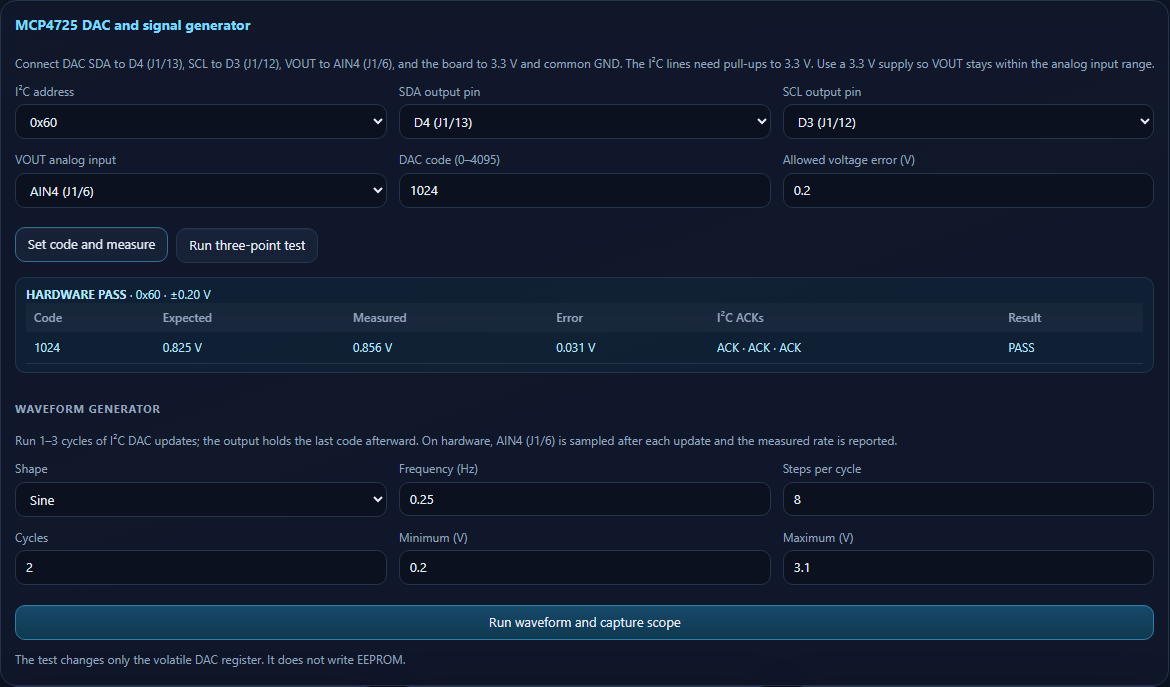 MCP4725 DAC and signal generator
Connect DAC SDA to D4 (J1/13), SCL to D3 (J1/12), VOUT to AIN4 (J1/6), and the board to 3.3 V and common GND. The I²C lines need pull-ups to 3.3 V. Use a 3.3 V supply so VOUT stays within the analog input range.
I²C address SDA output pin SCL output pin
0x60 D4 (J1/13) D3 (J1/12)
VOUT analog input DAC code (0–4095) Allowed voltage error (V)
AIN4 (J1/6) 1024 0.2
Set code and measure Run three-point test
HARDWARE PASS · 0x60 · ±0.20 V
Code Expected Measured Error I²C ACKs Result
1024 0.825 V 0.856 V 0.031 V ACK · ACK · ACK PASS
WAVEFORM GENERATOR
Run 1–3 cycles of I²C DAC updates; the output holds the last code afterward. On hardware, AIN4 (J1/6) is sampled after each update and the measured rate is reported.
Shape Frequency (Hz) Steps per cycle
Sine 0.25 8
Cycles Minimum (V) Maximum (V)
2 0.2 3.1
Run waveform and capture scope
The test changes only the volatile DAC register. It does not write EEPROM.